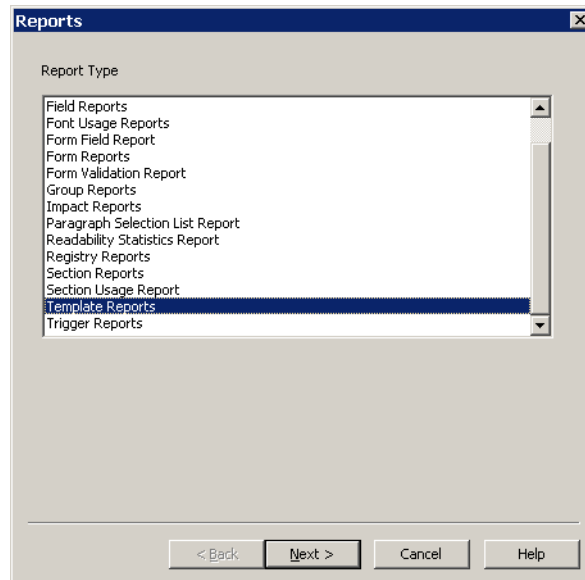 Reports
Report Type
Field Reports
Font Usage Reports
Form Field Report
Form Reports
Form Validation Report
Group Reports
Impact Reports
Paragraph Selection List Report
Readability Statistics Report
Registry Reports
Section Reports
Section Usage Report
Template Reports
Trigger Reports
< Back Next > Cancel Help